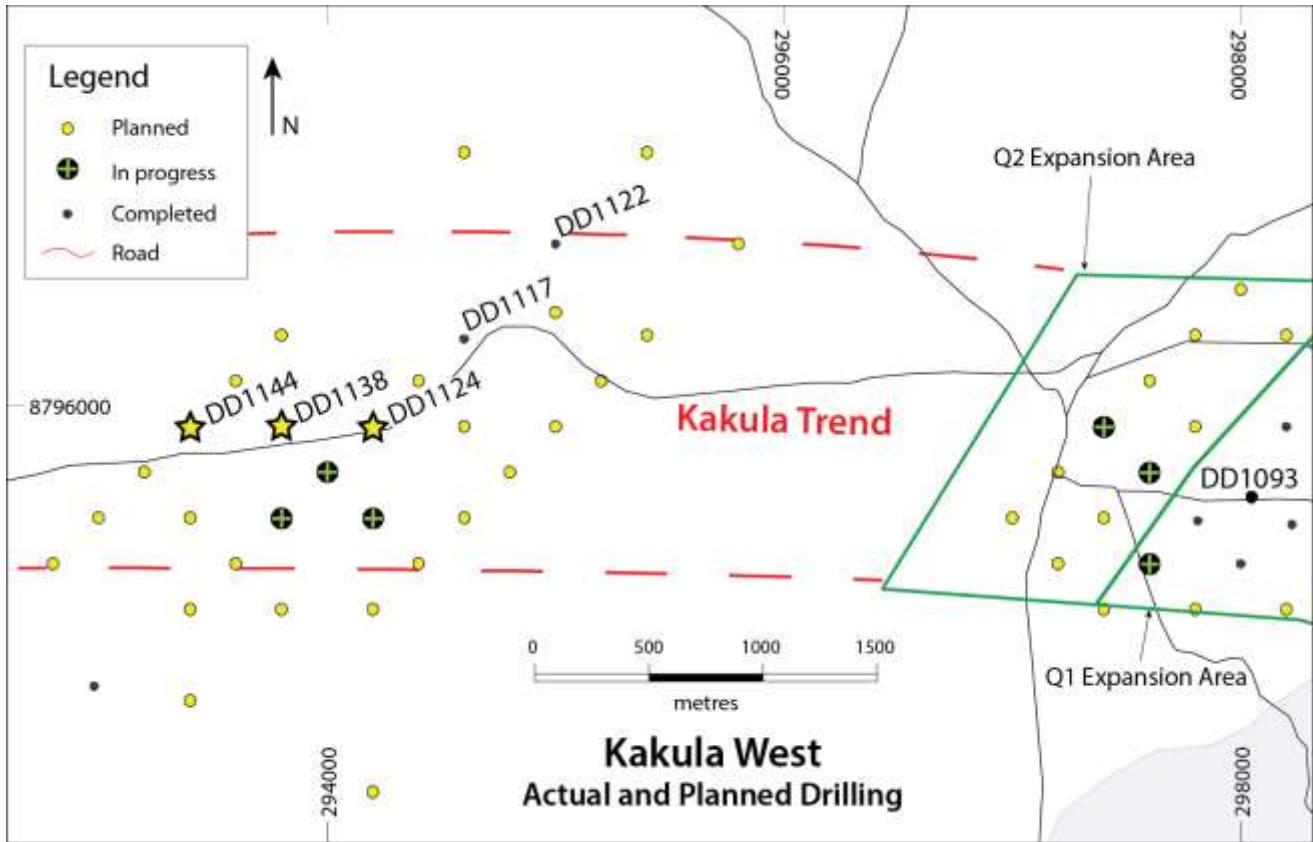 296000
298000
Legend
N
Planned
In progress
Completed
Road
Q2 Expansion Area
DD1122
DD1117
DD1144
DD1138
DD1124
8796000
Kakula Trend
DD1093
0 500 1000 1500
metres
Q1 Expansion Area
Kakula West
Actual and Planned Drilling
294000
298000